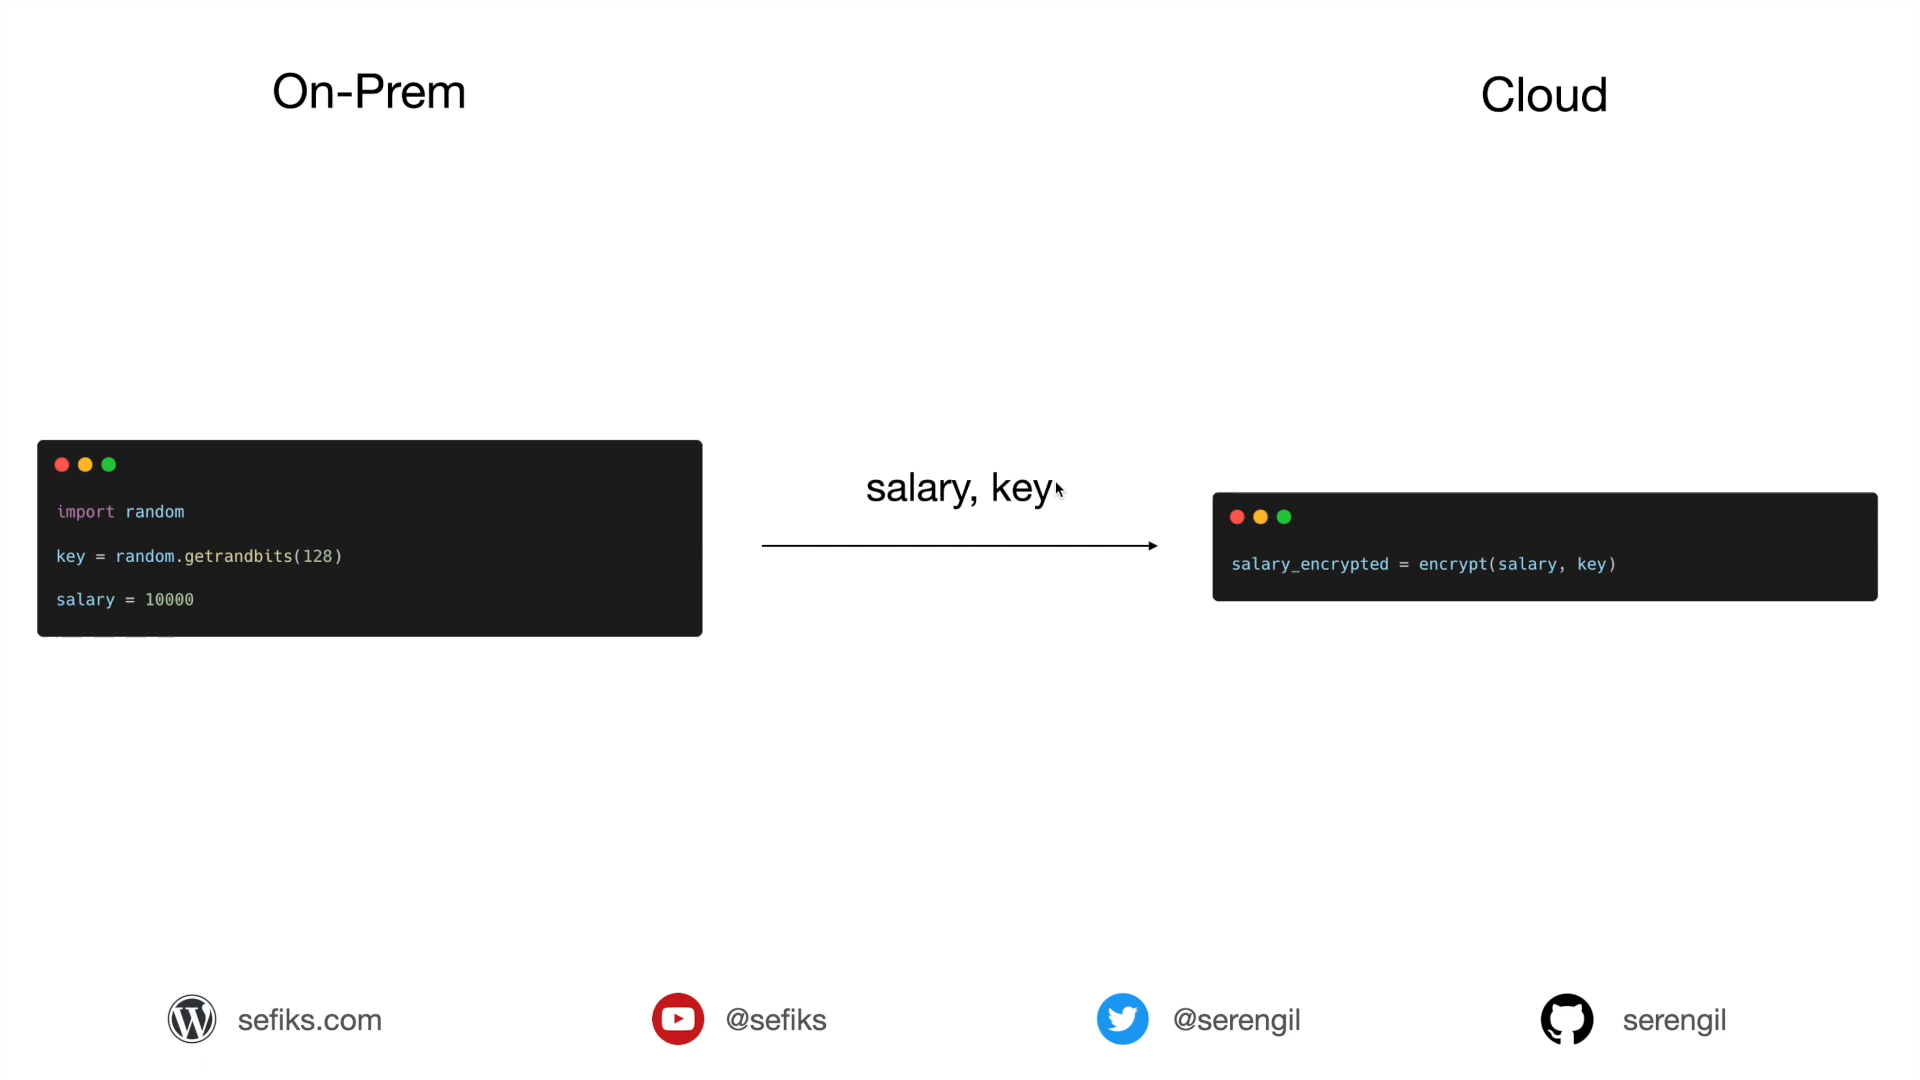 On-Prem
Cloud
import random
key = random.getrandbits(128)
salary = 10000
salary, key
salary_encrypted = encrypt(salary, key)
sefiks.com
@sefiks
@serengil
serengil